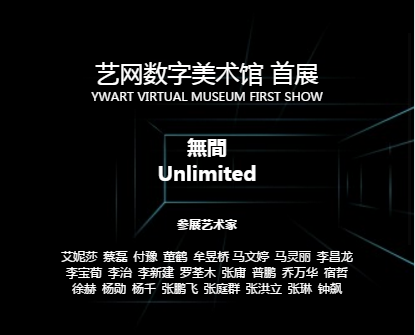 艺网数字美术馆 首展
YWART VIRTUAL MUSEUM FIRST SHOW
無間
Unlimited
参展艺术家
艾妮莎 蔡磊 付豫 董鹤 牟昱桥 马文婷 马灵丽 李昌龙
李宝荀 李治 李新建 罗荃木 张庸 普鹏 乔万华 宿哲
徐赫 杨勋 杨千 张鹏飞 张庭群 张洪立 张琳 钟飙